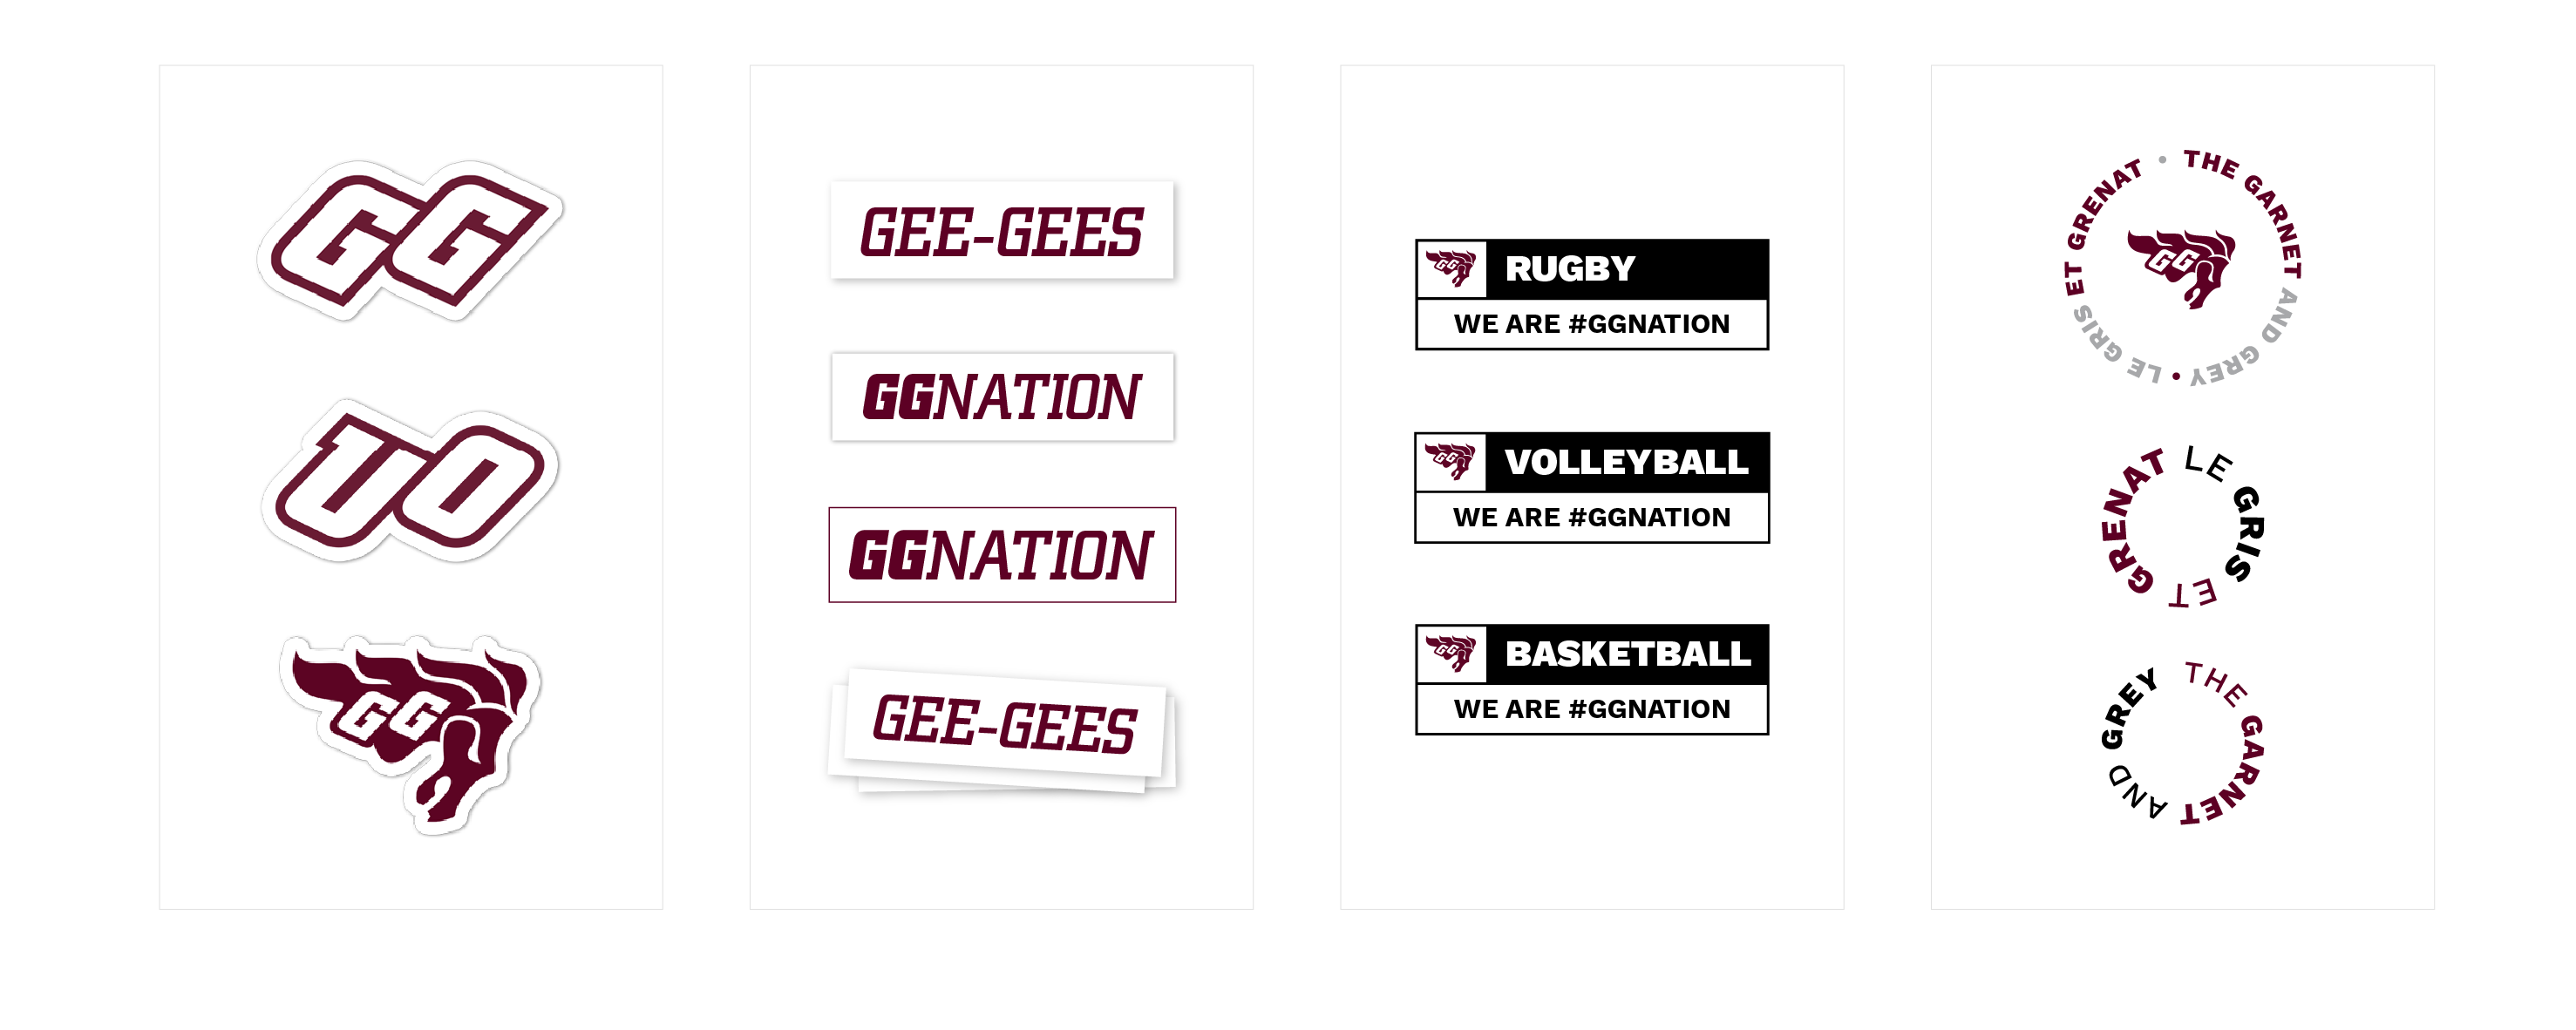 GG
UO
GG
GEE-GEES
GGNATION
GGNATION
GEE-GEES
GG
RUGBY
WE ARE #GGNATION
GG
VOLLEYBALL
WE ARE #GGNATION
GG
BASKETBALL
WE ARE #GGNATION
THE GARNET AND GREY • LE GRIS ET GRENAT •
GG
LE GRIS ET GRENAT
THE GARNET AND GREY